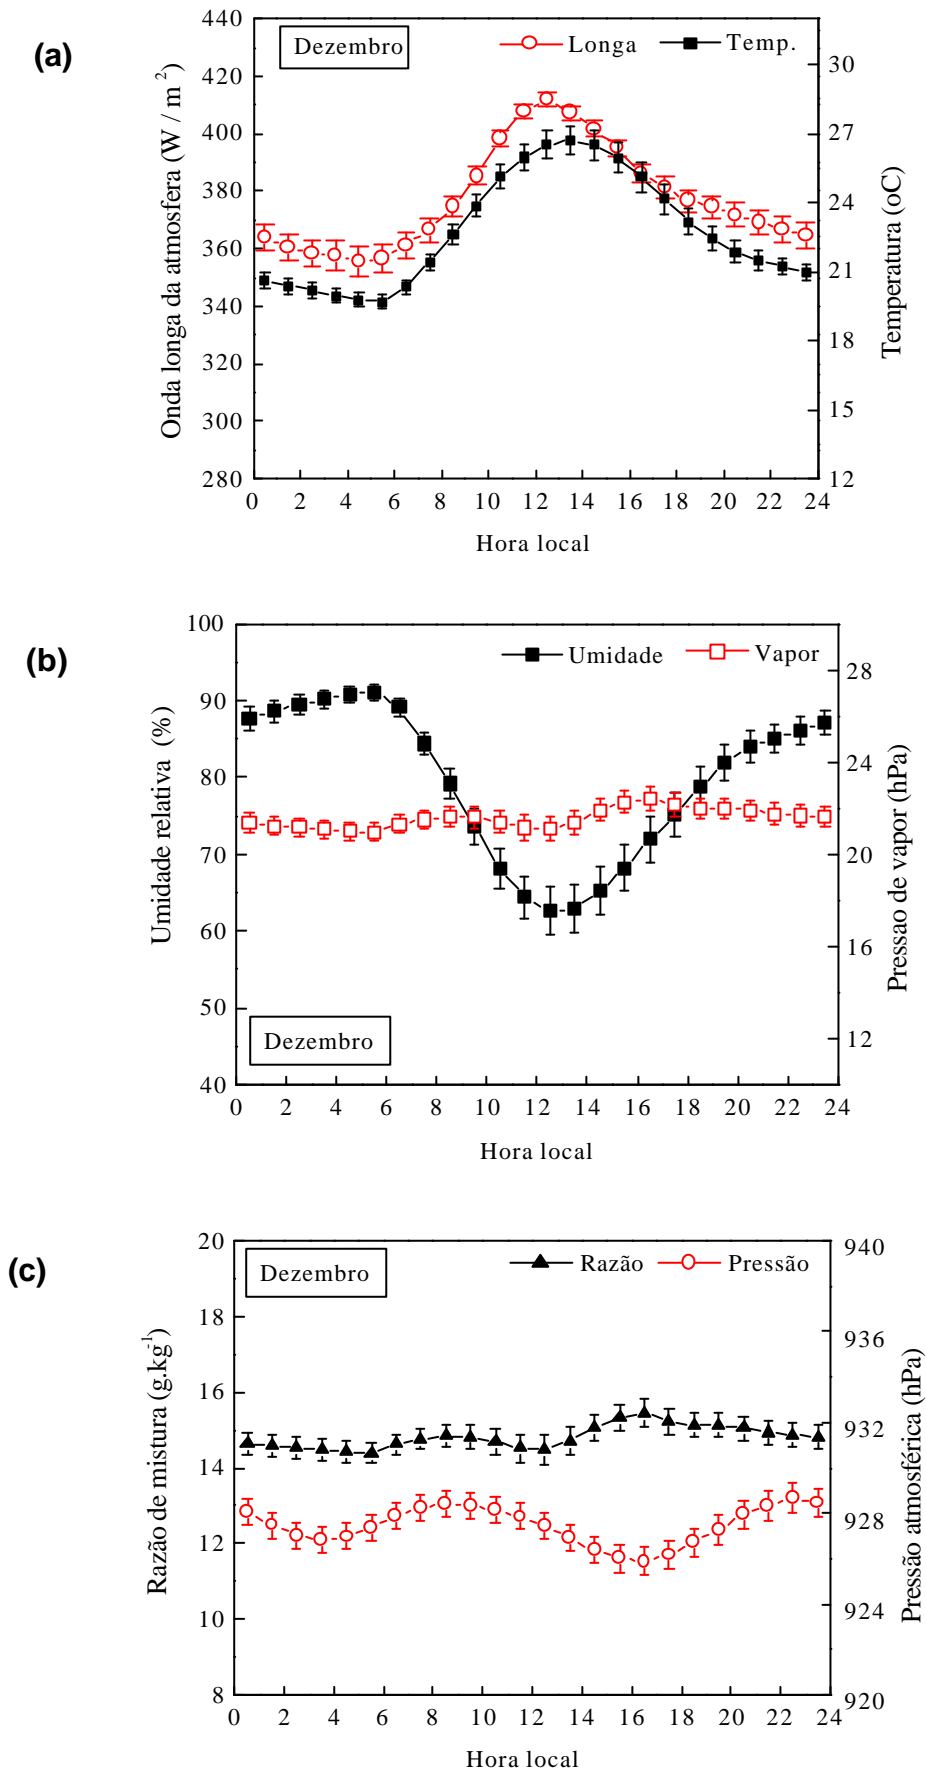 (a)
Dezembro
Longa
Temp.
Onda longa da atmosfera (W / m²)
440
420
400
380
360
340
320
300
280
30
27
24
21
18
15
12
Temperatura (oC)
0 2 4 6 8 10 12 14 16 18 20 22 24
Hora local
(b)
Umidade
Vapor
Umidade relativa (%)
100
90
80
70
60
50
40
28
24
20
16
12
Pressao de vapor (hPa)
Dezembro
0 2 4 6 8 10 12 14 16 18 20 22 24
Hora local
(c)
Dezembro
Razão
Pressão
Razão de mistura (g.kg⁻¹)
20
18
16
14
12
10
8
940
936
932
928
924
920
Pressão atmosférica (hPa)
0 2 4 6 8 10 12 14 16 18 20 22 24
Hora local